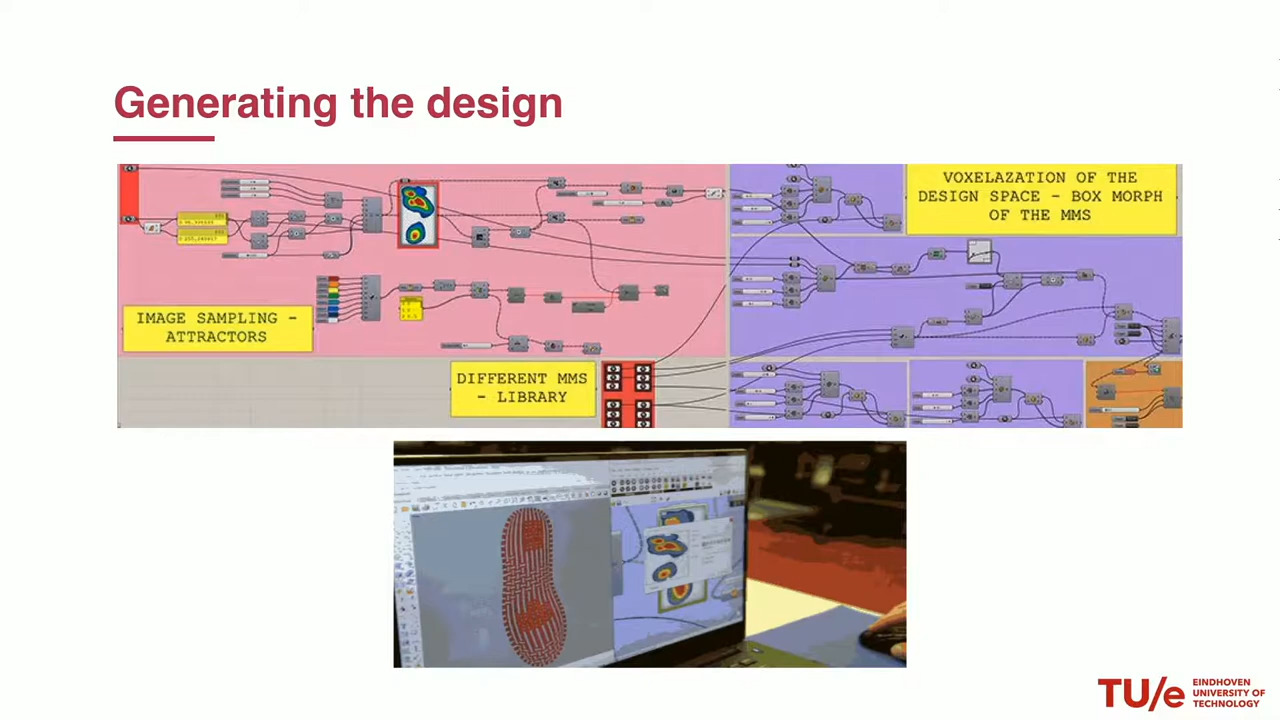 Generating the design
VOXELAZATION OF THE
DESIGN SPACE - BOX MORPH
OF THE MMS
IMAGE SAMPLING -
ATTRACTORS
DIFFERENT MMS
- LIBRARY
TU/e EINDHOVEN
UNIVERSITY OF
TECHNOLOGY